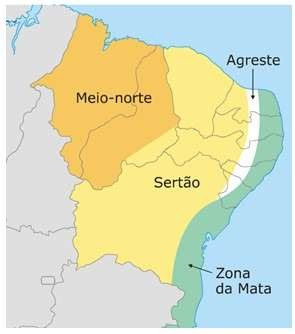 Agreste
Meio-norte
Sertão
Zona
da Mata